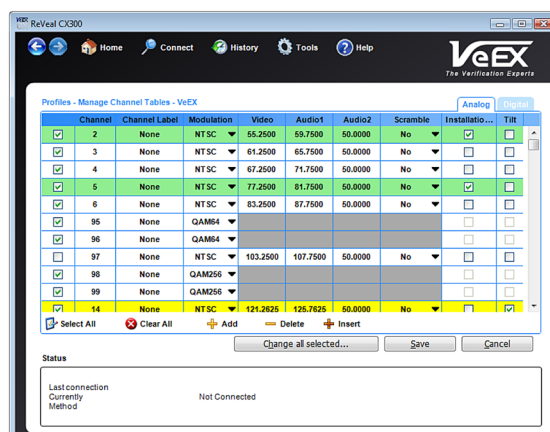 VeEX ReVeal CX300
Home Connect History Tools Help
VeEX
The Verification Experts
Profiles - Manage Channel Tables - VeEX Analog Digital
Channel Channel Label Modulation Video Audio1 Audio2 Scramble Installatio... Tilt
2 None NTSC 55.2500 59.7500 50.0000 No
3 None NTSC 61.2500 65.7500 50.0000 No
4 None NTSC 67.2500 71.7500 50.0000 No
5 None NTSC 77.2500 81.7500 50.0000 No
6 None NTSC 83.2500 87.7500 50.0000 No
95 None QAM64
96 None QAM64
97 None NTSC 103.2500 107.7500 50.0000 No
98 None QAM256
99 None QAM256
14 None NTSC 121.2625 125.7625 50.0000 No
Select All Clear All Add Delete Insert
Change all selected... Save Cancel
Status
Last connection
Currently Not Connected
Method